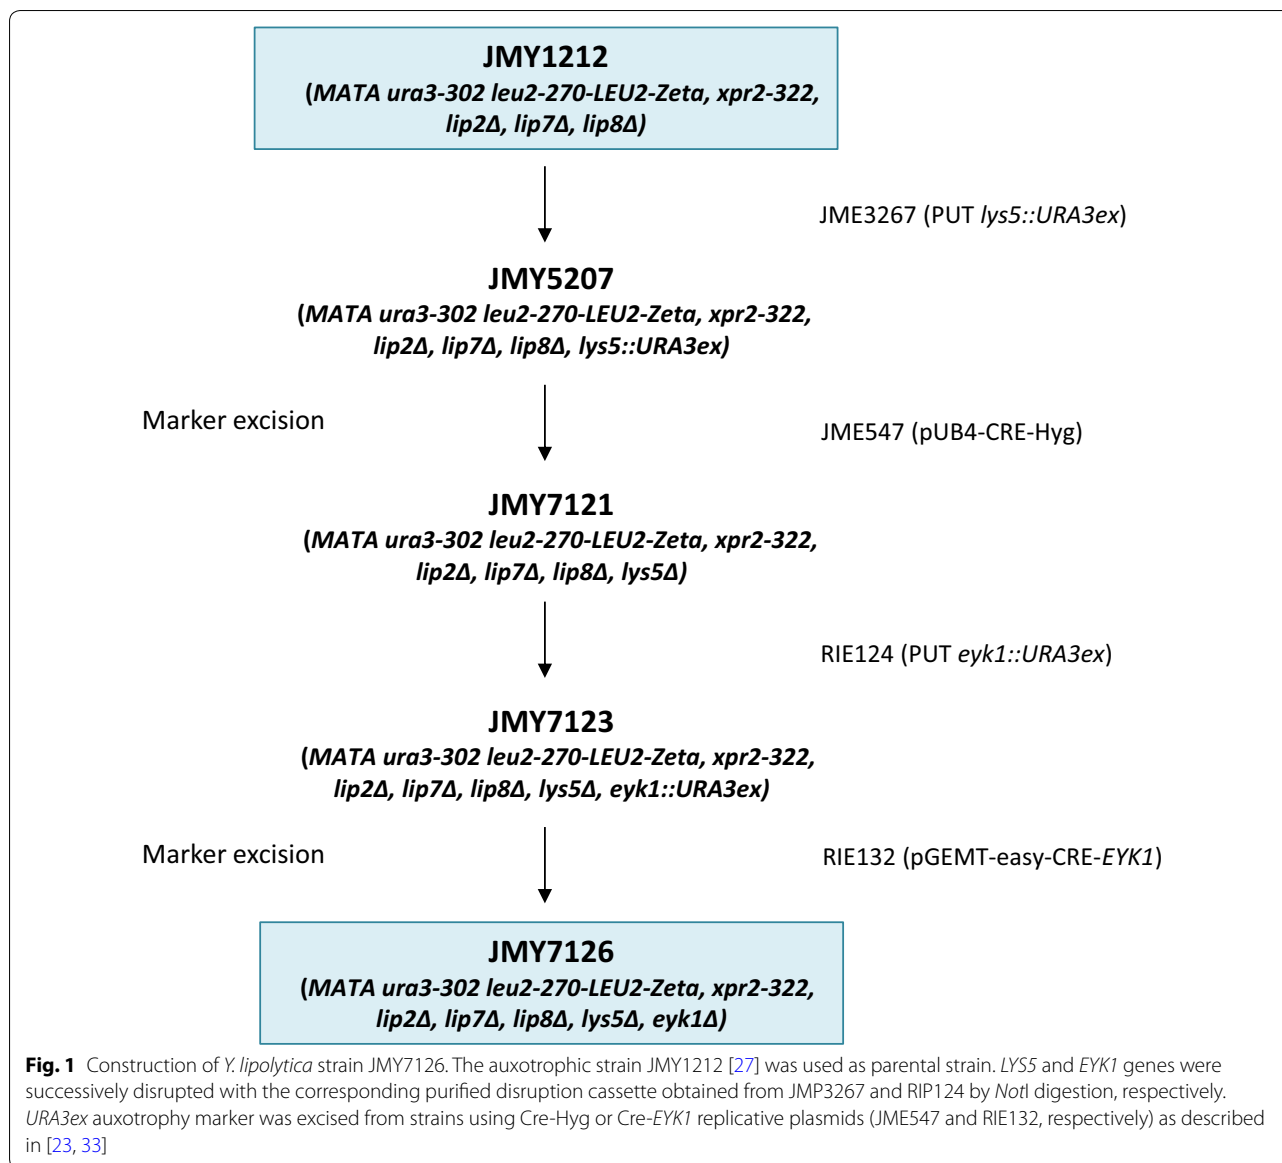 JMY1212
(MATA ura3-302 leu2-270-LEU2-Zeta, xpr2-322,
lip2Δ, lip7Δ, lip8Δ)
JME3267 (PUT lys5::URA3ex)
JMY5207
(MATA ura3-302 leu2-270-LEU2-Zeta, xpr2-322,
lip2Δ, lip7Δ, lip8Δ, lys5::URA3ex)
Marker excision
JME547 (pUB4-CRE-Hyg)
JMY7121
(MATA ura3-302 leu2-270-LEU2-Zeta, xpr2-322,
lip2Δ, lip7Δ, lip8Δ, lys5Δ)
RIE124 (PUT eyk1::URA3ex)
JMY7123
(MATA ura3-302 leu2-270-LEU2-Zeta, xpr2-322,
lip2Δ, lip7Δ, lip8Δ, lys5Δ, eyk1::URA3ex)
Marker excision
RIE132 (pGEMT-easy-CRE-EYK1)
JMY7126
(MATA ura3-302 leu2-270-LEU2-Zeta, xpr2-322,
lip2Δ, lip7Δ, lip8Δ, lys5Δ, eyk1Δ)
Fig. 1 Construction of Y. lipolytica strain JMY7126. The auxotrophic strain JMY1212 [27] was used as parental strain. LYS5 and EYK1 genes were
successively disrupted with the corresponding purified disruption cassette obtained from JMP3267 and RIP124 by NotI digestion, respectively.
URA3ex auxotrophy marker was excised from strains using Cre-Hyg or Cre-EYK1 replicative plasmids (JME547 and RIE132, respectively) as described
in [23, 33]